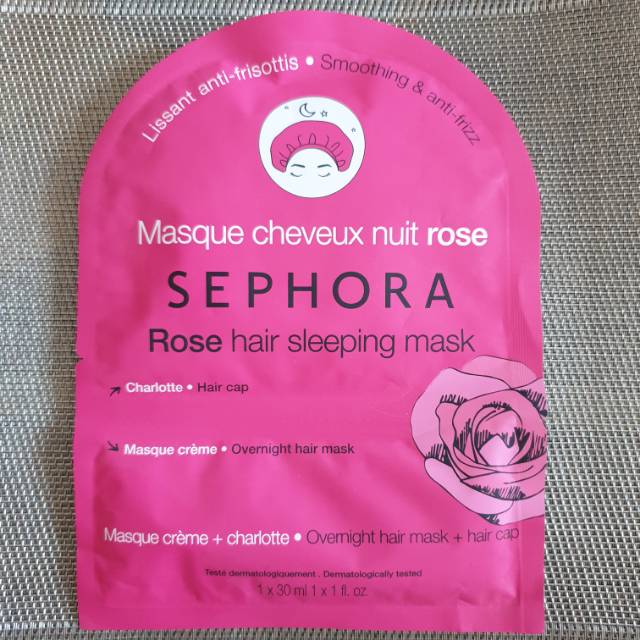 Lissant anti-frisottis • Smoothing & anti-frizz
Masque cheveux nuit rose
SEPHORA
Rose hair sleeping mask
Charlotte • Hair cap
Masque crème • Overnight hair mask
Masque crème + charlotte • Overnight hair mask + hair cap
Testé dermatologiquement . Dermatologically tested
1 x 30 ml 1 x 1 fl. oz.